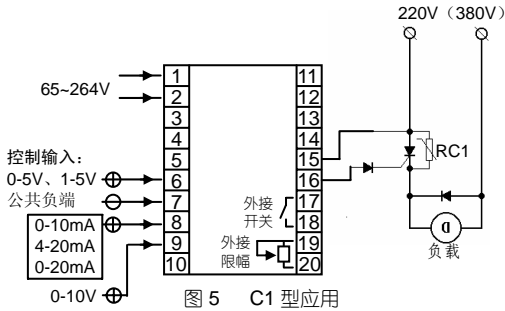 220V（380V）
65~264V
控制输入：
0-5V、1-5V
公共负端
0-10mA
4-20mA
0-20mA
0-10V
1
2
3
4
5
6
7
8
9
10
11
12
13
14
15
16
17
18
19
20
外接
开关
外接
限幅
RC1
D
负载
图 5 C1 型应用